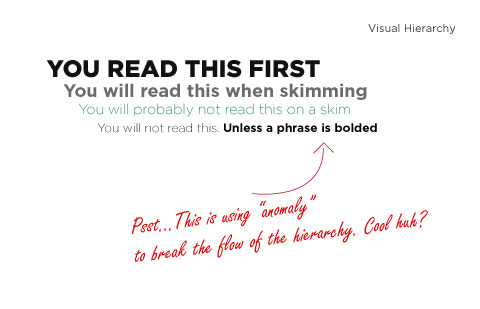 Visual Hierarchy
YOU READ THIS FIRST
You will read this when skimming
You will probably not read this on a skim
You will not read this. Unless a phrase is bolded
Psst...This is using “anomaly”
to break the flow of the hierarchy. Cool huh?